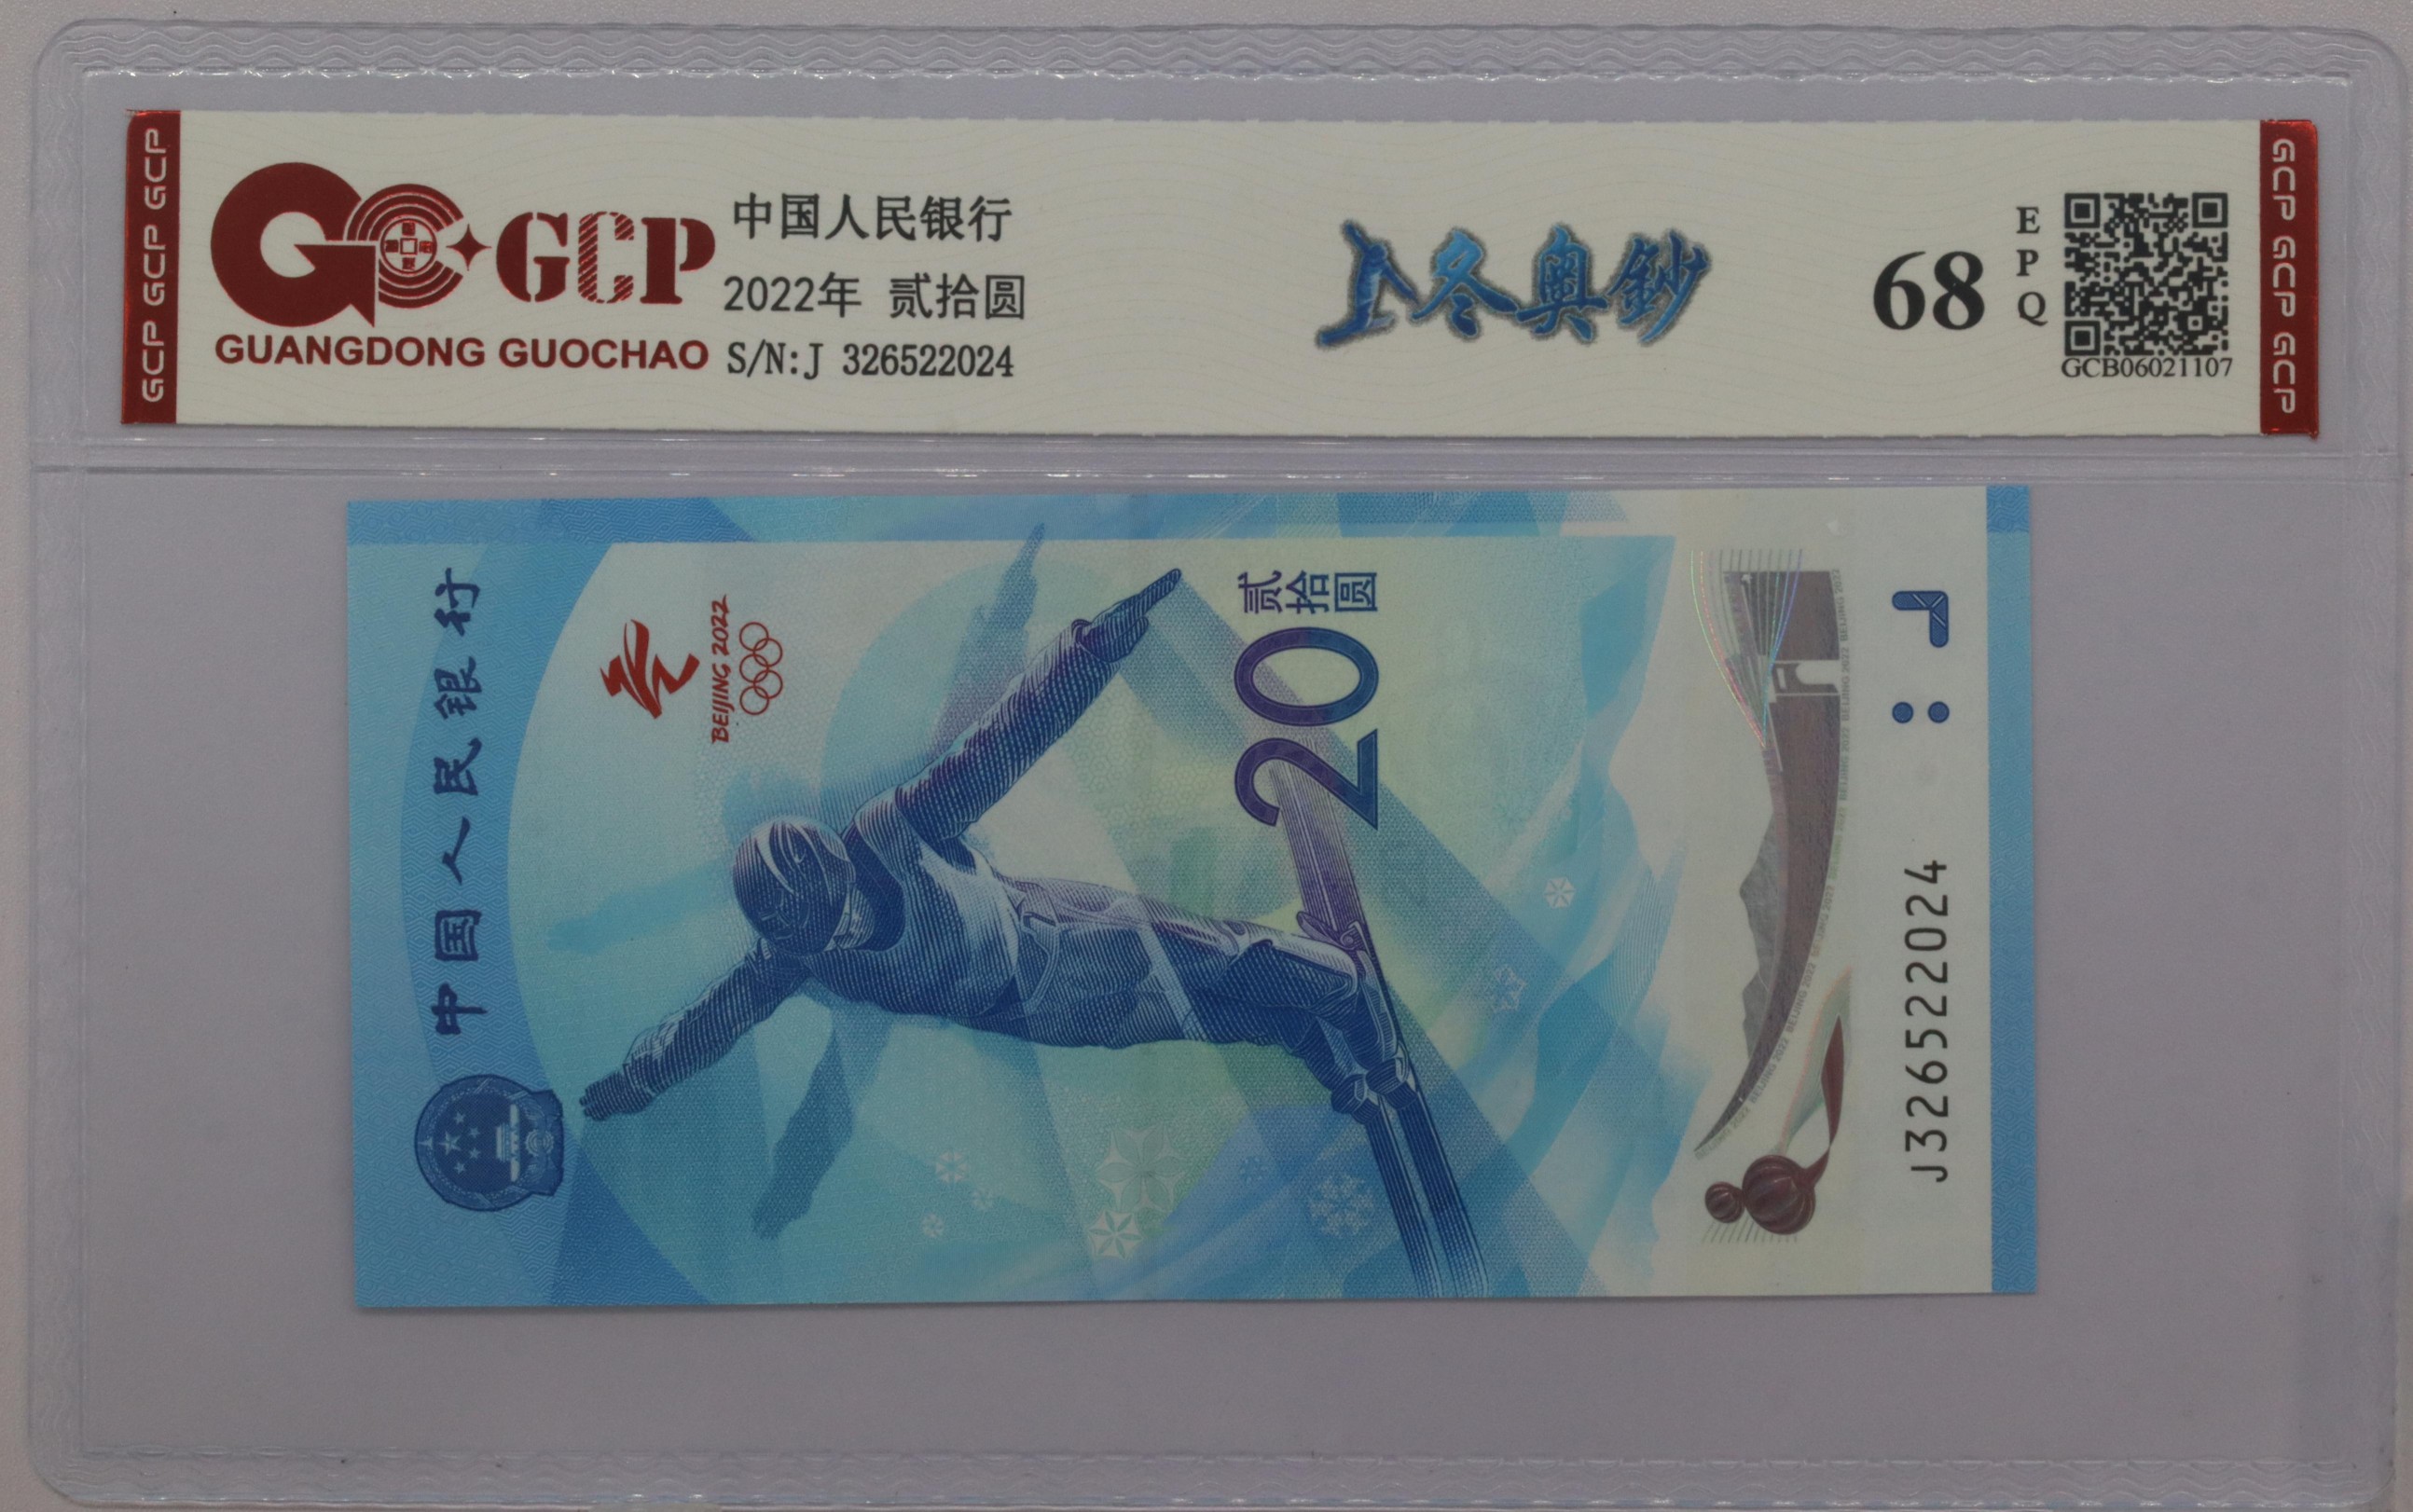 GCP GCP GCP
GCP
GUANGDONG GUOCHAO
中国人民银行
2022年 贰拾圆
S/N:J 326522024
上冬奥鈔
68
EPQ
GCB06021107
GCP GCP GCP
中国人民银行
BEIJING 2022
贰拾圆
20
J326522024